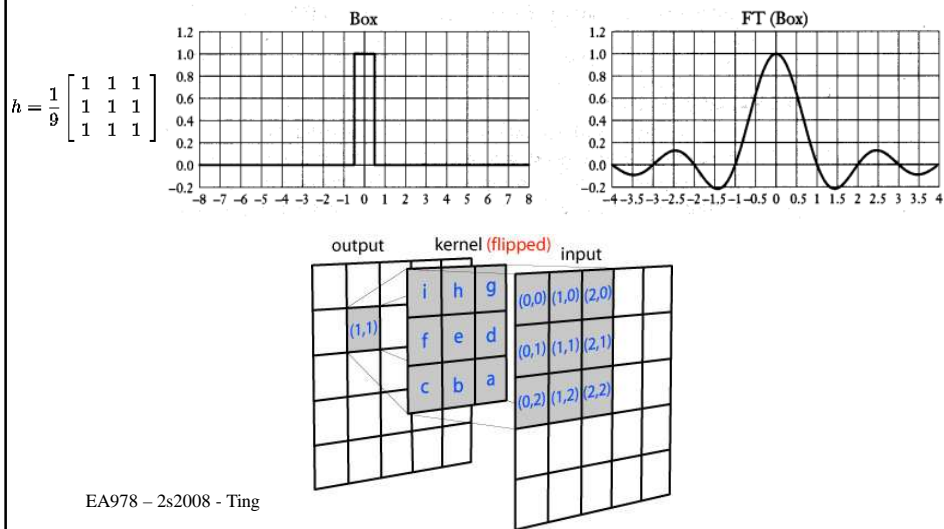 Box
1.2
1.0
0.8
0.6
0.4
0.2
0.0
−0.2
−8 −7 −6 −5 −4 −3 −2 −1 0 1 2 3 4 5 6 7 8
FT (Box)
1.2
1.0
0.8
0.6
0.4
0.2
0.0
−0.2
−4 −3.5 −3 −2.5 −2 −1.5 −1 −0.5 0 0.5 1 1.5 2 2.5 3 3.5 4
h = 1/9 [ 1 1 1
1 1 1
1 1 1 ]
output
kernel (flipped)
input
(1,1)
i h g
f e d
c b a
(0,0) (1,0) (2,0)
(0,1) (1,1) (2,1)
(0,2) (1,2) (2,2)
EA978 – 2s2008 - Ting